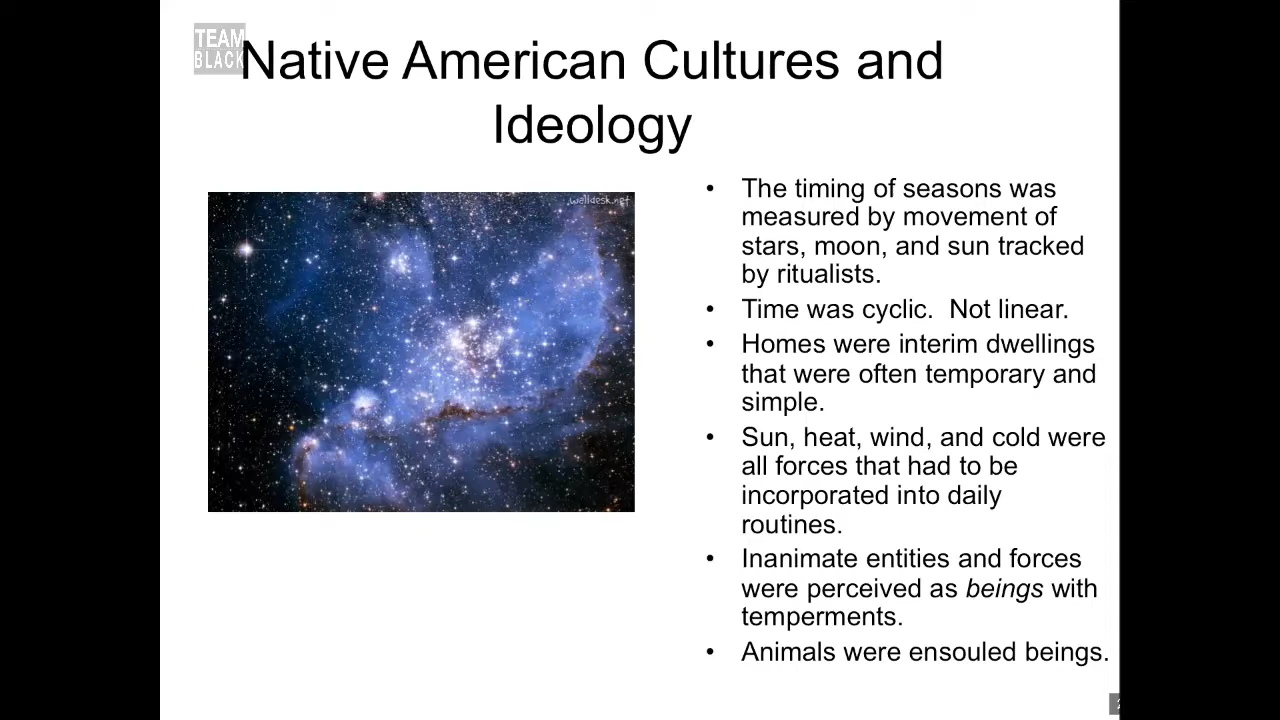 TEAM
BLACK
Native American Cultures and
Ideology
walldesk.net
• The timing of seasons was
measured by movement of
stars, moon, and sun tracked
by ritualists.
• Time was cyclic.  Not linear.
• Homes were interim dwellings
that were often temporary and
simple.
• Sun, heat, wind, and cold were
all forces that had to be
incorporated into daily
routines.
• Inanimate entities and forces
were perceived as beings with
temperments.
• Animals were ensouled beings.